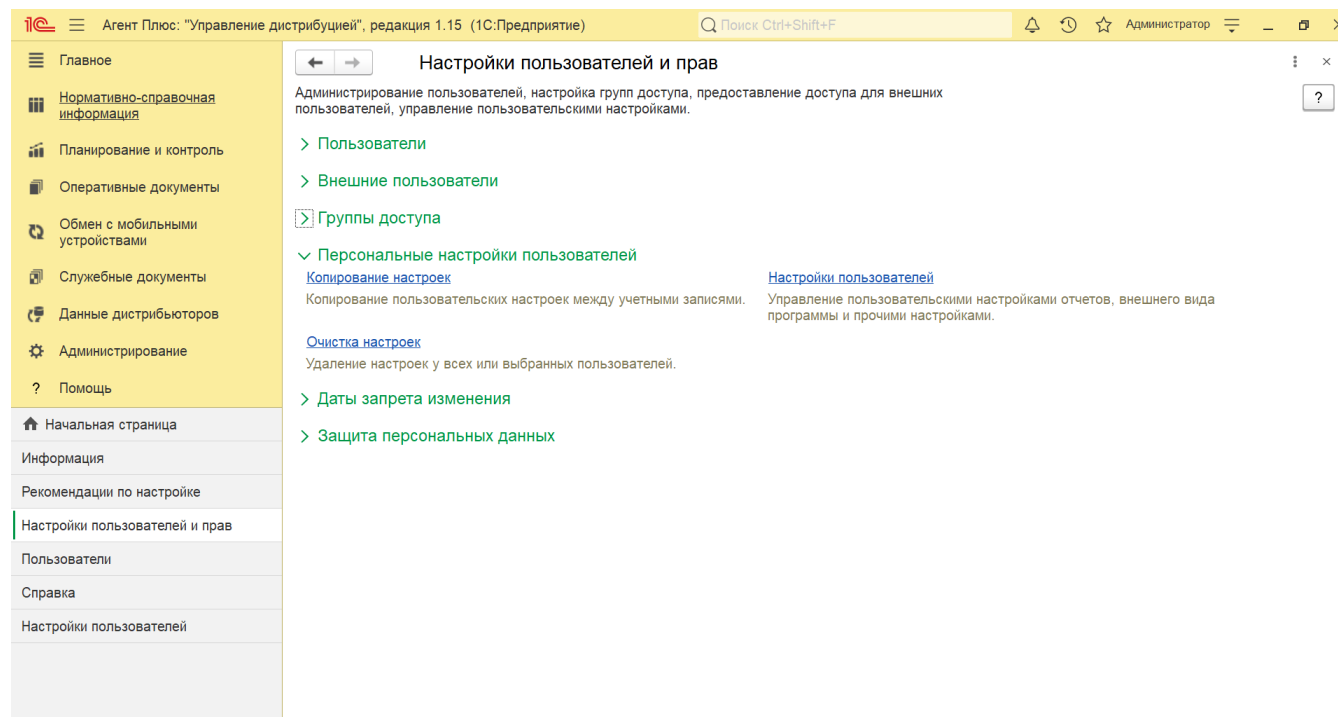 1С Агент Плюс: "Управление дистрибуцией", редакция 1.15 (1С:Предприятие) Поиск Ctrl+Shift+F Администратор
Главное
Нормативно-справочная
информация
Планирование и контроль
Оперативные документы
Обмен с мобильными
устройствами
Служебные документы
Данные дистрибьюторов
Администрирование
? Помощь
Начальная страница
Информация
Рекомендации по настройке
Настройки пользователей и прав
Пользователи
Справка
Настройки пользователей
Настройки пользователей и прав
Администрирование пользователей, настройка групп доступа, предоставление доступа для внешних
пользователей, управление пользовательскими настройками.
?
Пользователи
Внешние пользователи
Группы доступа
Персональные настройки пользователей
Копирование настроек
Копирование пользовательских настроек между учетными записями.
Настройки пользователей
Управление пользовательскими настройками отчетов, внешнего вида
программы и прочими настройками.
Очистка настроек
Удаление настроек у всех или выбранных пользователей.
Даты запрета изменения
Защита персональных данных